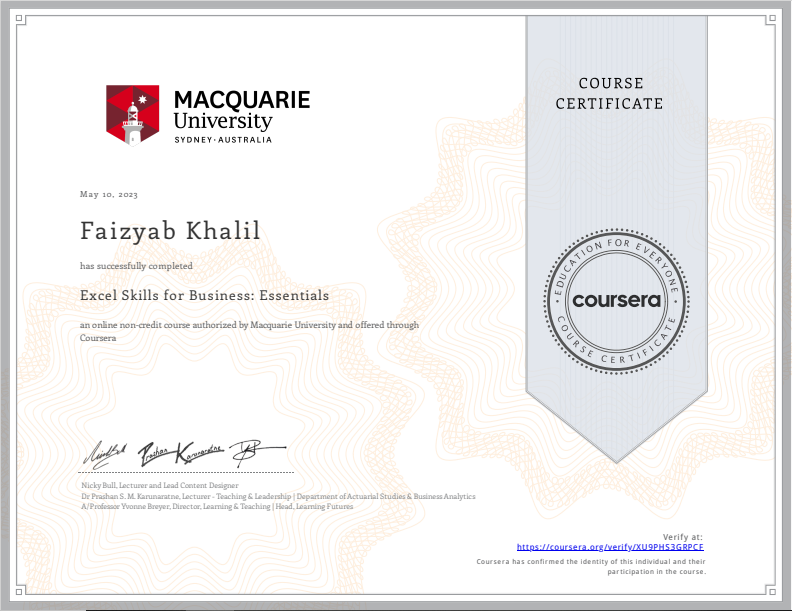 COURSE
CERTIFICATE
MACQUARIE
University
SYDNEY·AUSTRALIA
May 10, 2023
Faizyab Khalil
has successfully completed
Excel Skills for Business: Essentials
an online non-credit course authorized by Macquarie University and offered through
Coursera
EDUCATION FOR EVERYONE
coursera
COURSE CERTIFICATE
Prashan Karunaratne
Nicky Bull, Lecturer and Lead Content Designer
Dr Prashan S. M. Karunaratne, Lecturer - Teaching & Leadership | Department of Actuarial Studies & Business Analytics
A/Professor Yvonne Breyer, Director, Learning & Teaching | Head, Learning Futures
Verify at:
https://coursera.org/verify/XU9PHS3GRPCF
Coursera has confirmed the identity of this individual and their
participation in the course.